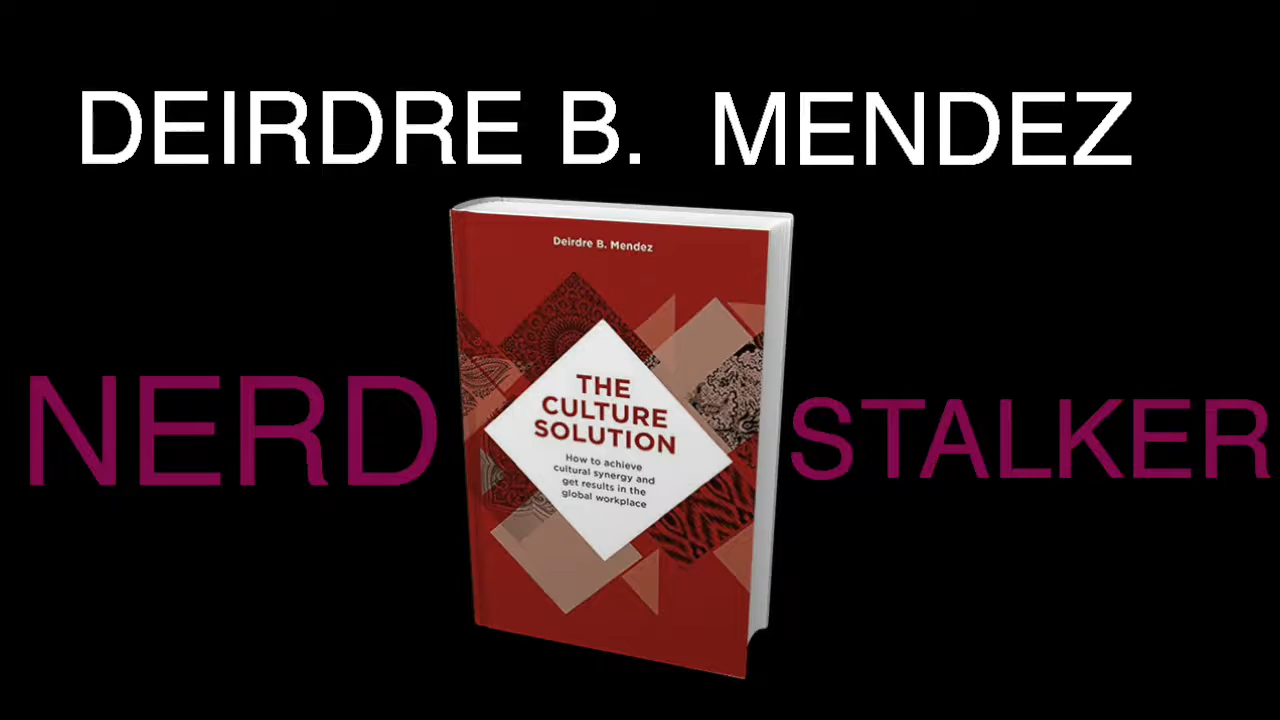 DEIRDRE B. MENDEZ
Deirdre B. Mendez
NERD
THE
CULTURE
SOLUTION
How to achieve
cultural synergy and
get results in the
global workplace
STALKER